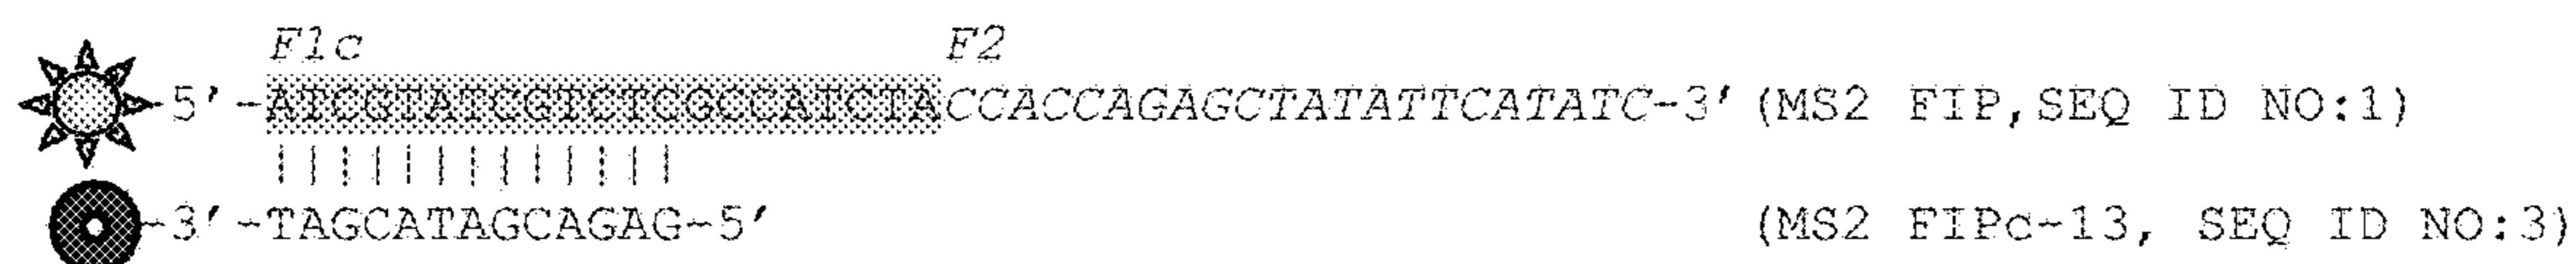 F1c F2
5'-ATCGTATCGTCTCGCCATCTACCACCAGAGCTATATTCATATC-3' (MS2 FIP,SEQ ID NO:1)
3'-TAGCATAGCAGAG-5' (MS2 FIPc-13, SEQ ID NO:3)